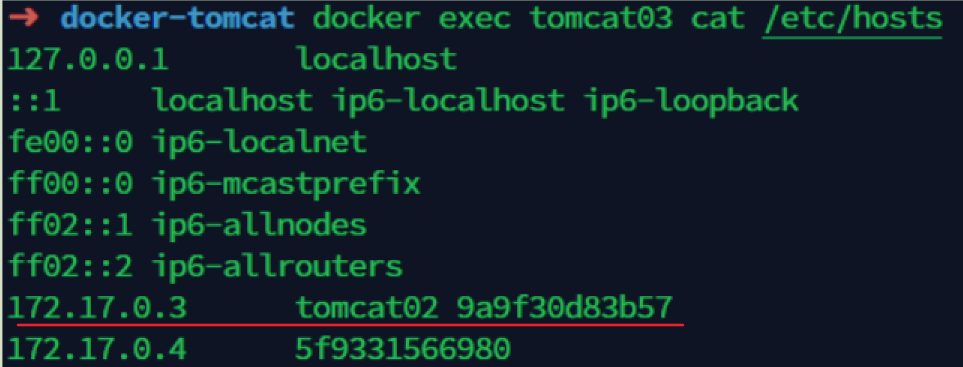 ➜ docker-tomcat docker exec tomcat03 cat /etc/hosts
127.0.0.1 localhost
::1 localhost ip6-localhost ip6-loopback
fe00::0 ip6-localnet
ff00::0 ip6-mcastprefix
ff02::1 ip6-allnodes
ff02::2 ip6-allrouters
172.17.0.3 tomcat02 9a9f30d83b57
172.17.0.4 5f9331566980